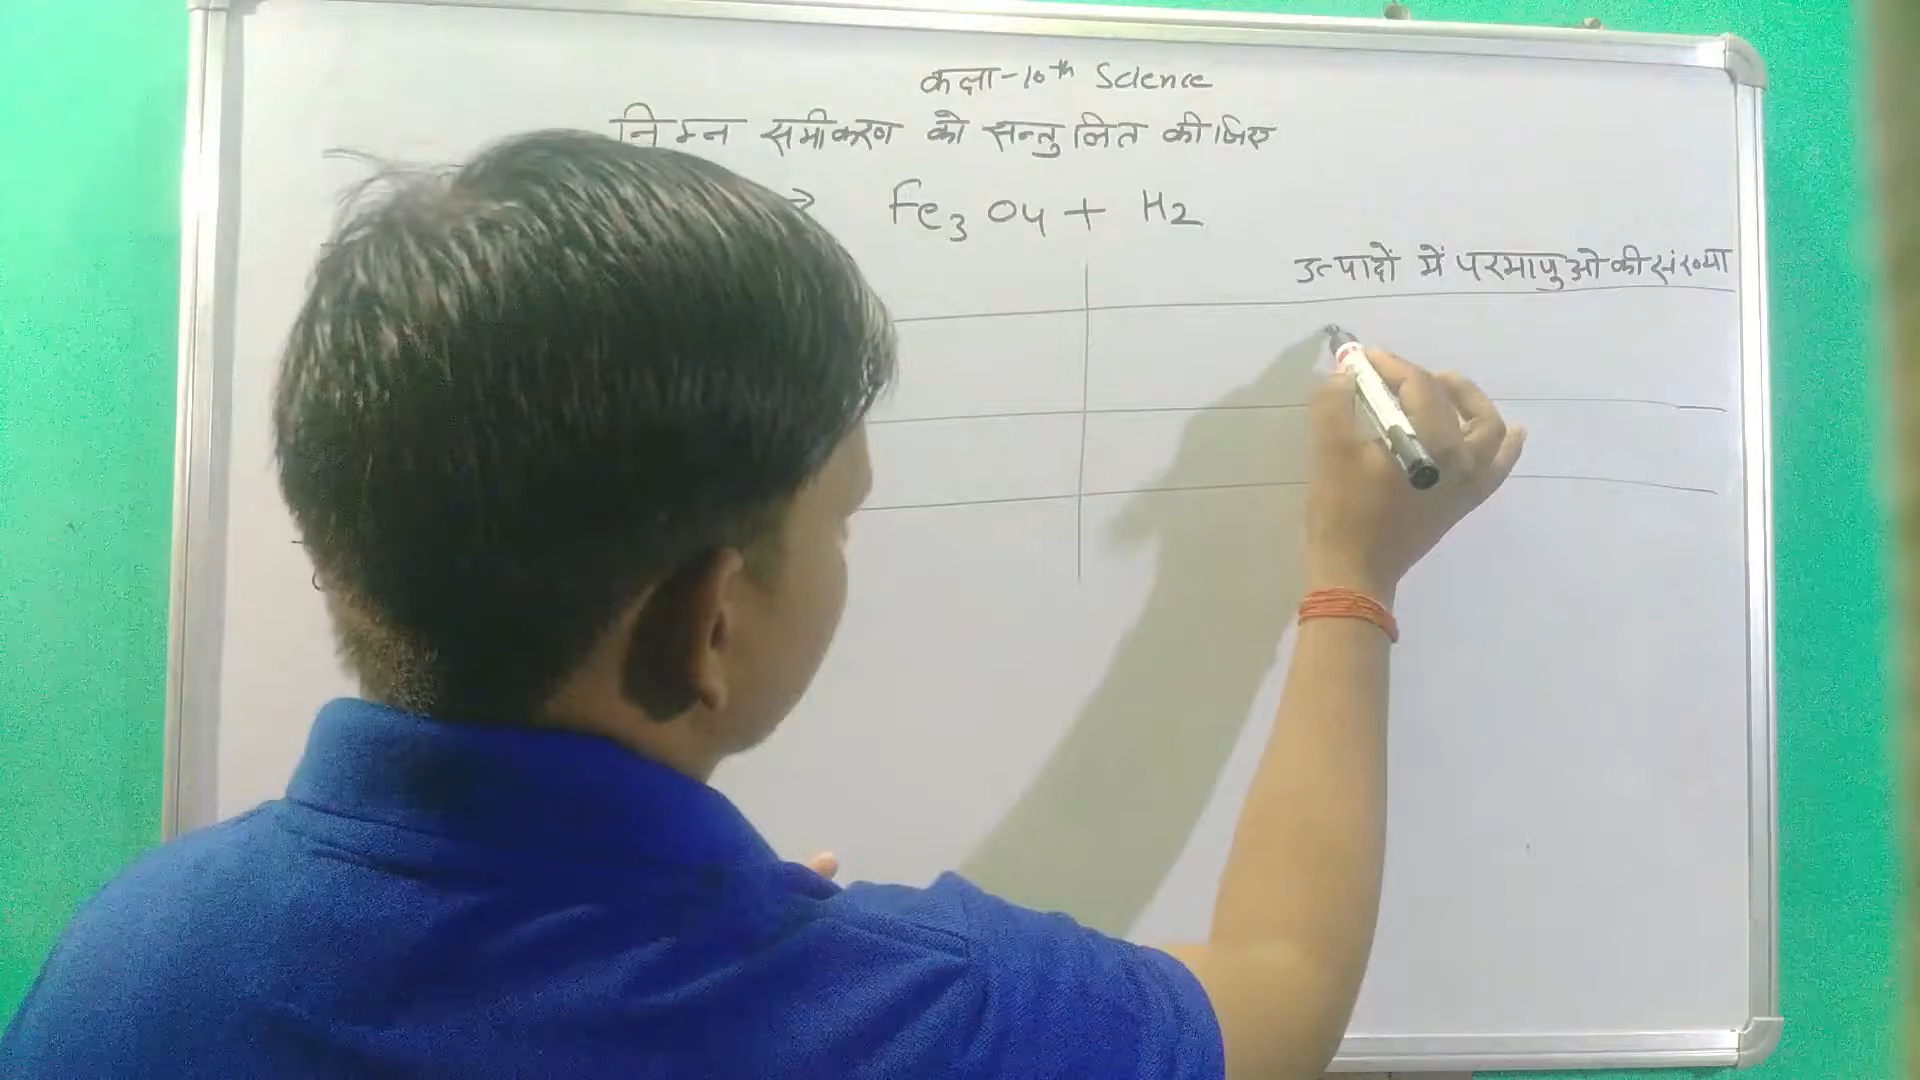 कक्षा-10th Science
निम्न समीकरण को सन्तुलित कीजिए
→ Fe3 O4 + H2
उत्पादों में परमाणुओ की संख्या